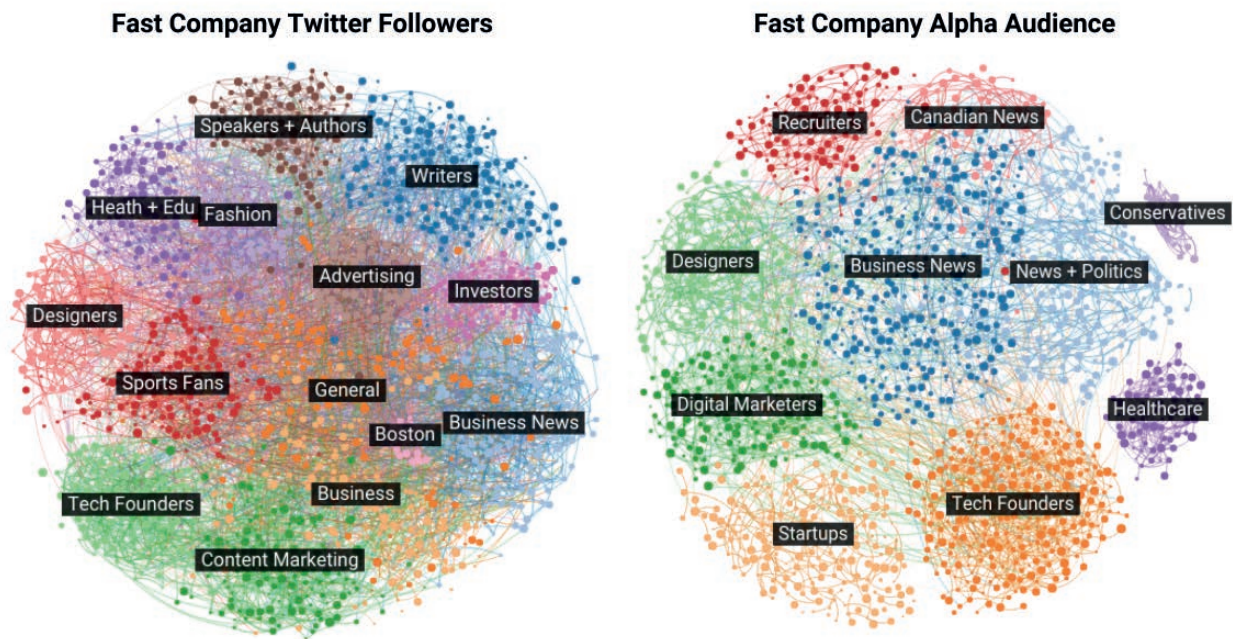 Fast Company Twitter Followers
Speakers + Authors
Writers
Heath + Edu
Fashion
Advertising
Investors
Designers
Sports Fans
General
Boston
Business News
Tech Founders
Business
Content Marketing
Fast Company Alpha Audience
Recruiters
Canadian News
Conservatives
Designers
Business News
News + Politics
Digital Marketers
Healthcare
Tech Founders
Startups